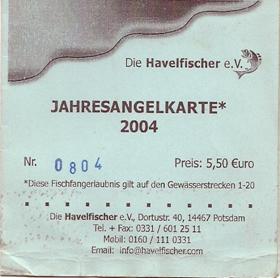 Die Havelfischer e.V.
JAHRESANGELKARTE*
2004
Nr. 0804 Preis: 5,50 €uro
*Diese Fischfangerlaubnis gilt auf den Gewässerstrecken 1-20
Die Havelfischer e.V., Dortustr. 40, 14467 Potsdam
Tel. + Fax: 0331 / 601 25 11
Mobil: 0160 / 111 0331
Email: info@havelfischer.com